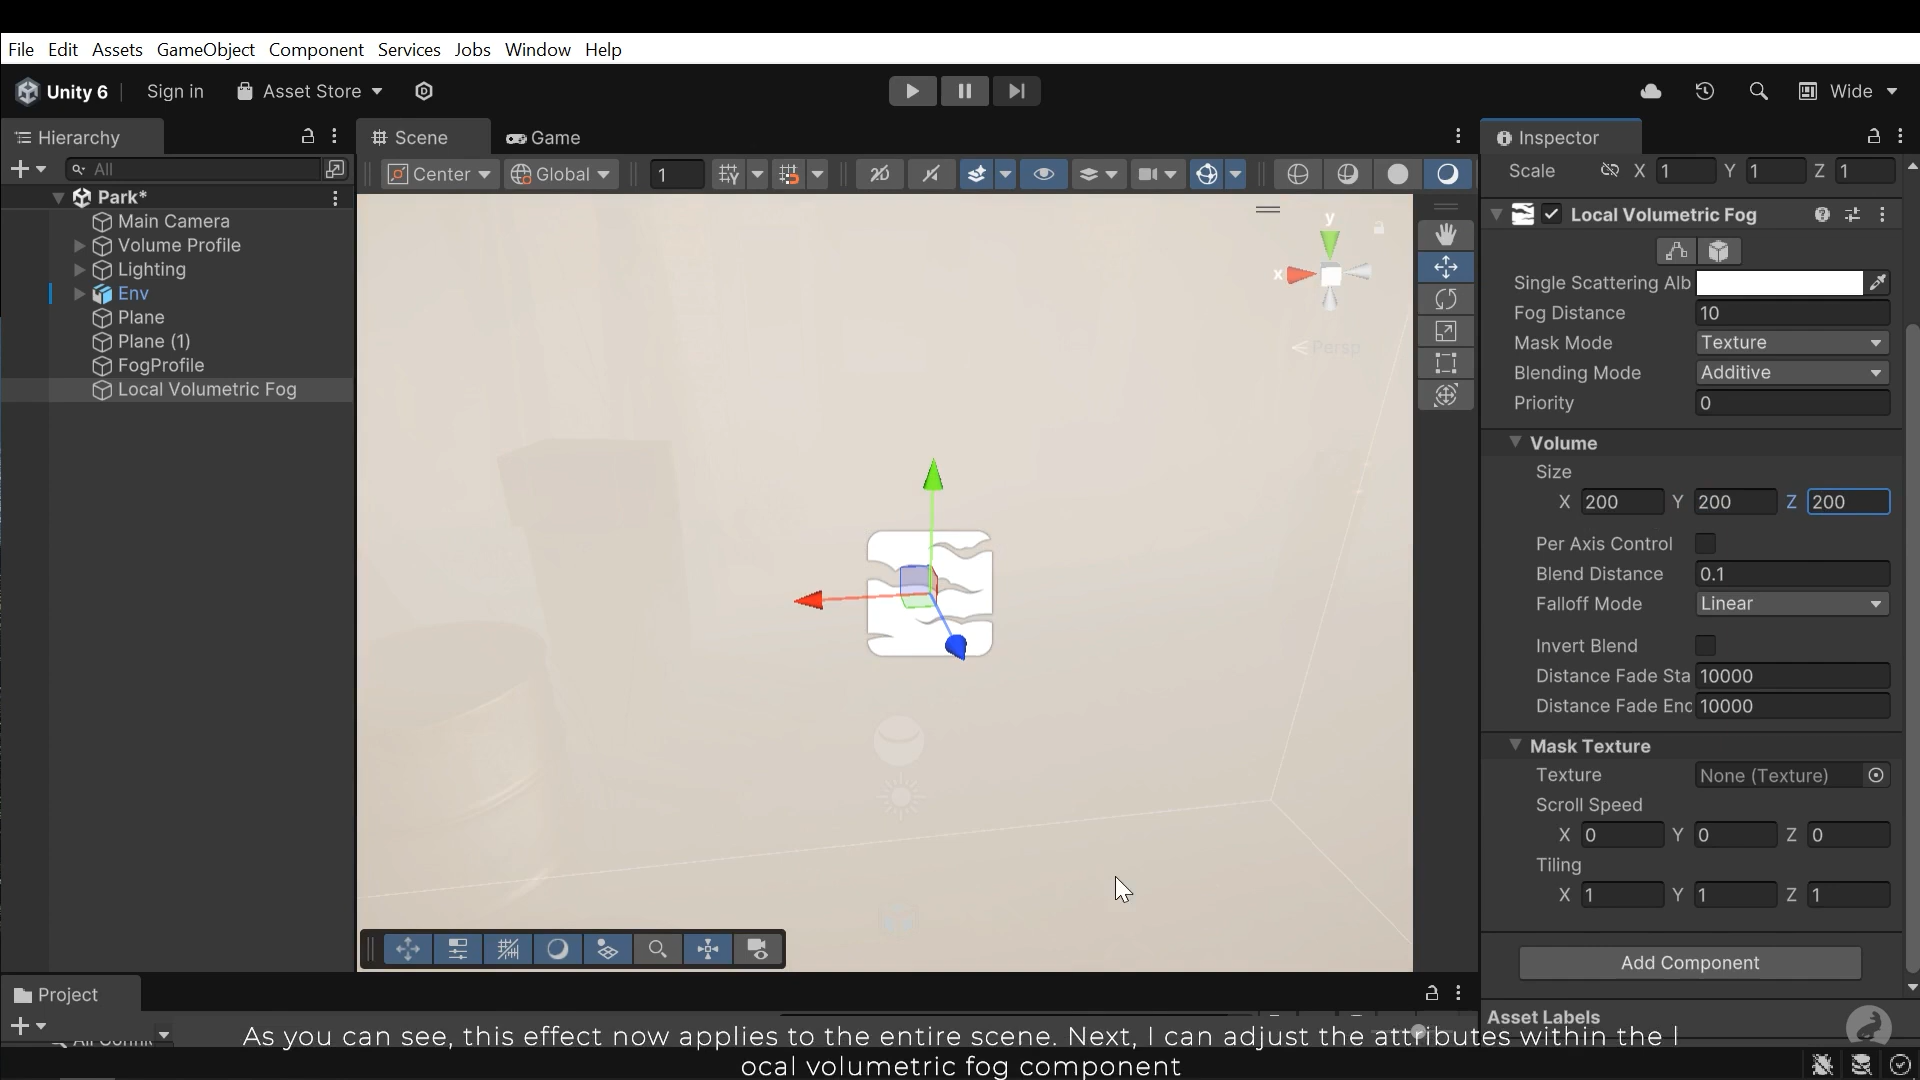 File Edit Assets GameObject Component Services Jobs Window Help
Unity 6 Sign in Asset Store Wide
Hierarchy
All
Park*
Main Camera
Volume Profile
Lighting
Env
Plane
Plane (1)
FogProfile
Local Volumetric Fog
Scene Game
Center Global 1
y
x
Persp
Inspector
Scale X 1 Y 1 Z 1
Local Volumetric Fog
Single Scattering Alb
Fog Distance 10
Mask Mode Texture
Blending Mode Additive
Priority 0
Volume
Size
X 200 Y 200 Z 200
Per Axis Control
Blend Distance 0.1
Falloff Mode Linear
Invert Blend
Distance Fade Sta 10000
Distance Fade End 10000
Mask Texture
Texture None (Texture)
Scroll Speed
X 0 Y 0 Z 0
Tiling
X 1 Y 1 Z 1
Add Component
Asset Labels
Project
As you can see, this effect now applies to the entire scene. Next, I can adjust the attributes within the l
ocal volumetric fog component